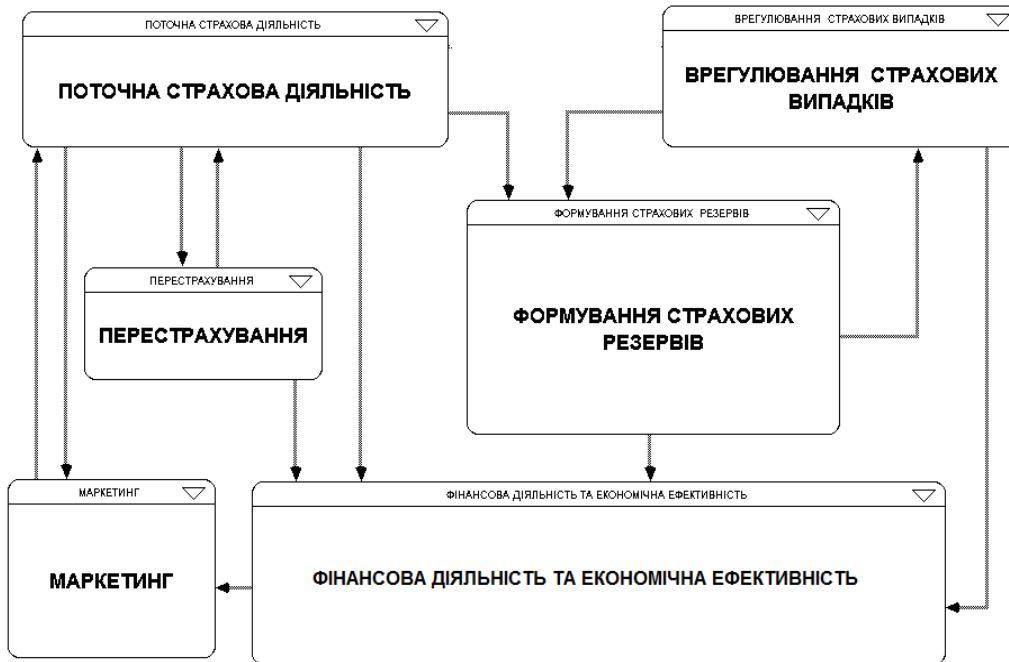 ПОТОЧНА СТРАХОВА ДІЯЛЬНІСТЬ
ПОТОЧНА СТРАХОВА ДІЯЛЬНІСТЬ
ВРЕГУЛЮВАННЯ СТРАХОВИХ ВИПАДКІВ
ВРЕГУЛЮВАННЯ СТРАХОВИХ
ВИПАДКІВ
ФОРМУВАННЯ СТРАХОВИХ РЕЗЕРВІВ
ФОРМУВАННЯ СТРАХОВИХ
РЕЗЕРВІВ
ПЕРЕСТРАХУВАННЯ
ПЕРЕСТРАХУВАННЯ
МАРКЕТИНГ
МАРКЕТИНГ
ФІНАНСОВА ДІЯЛЬНІСТЬ ТА ЕКОНОМІЧНА ЕФЕКТИВНІСТЬ
ФІНАНСОВА ДІЯЛЬНІСТЬ ТА ЕКОНОМІЧНА ЕФЕКТИВНІСТЬ